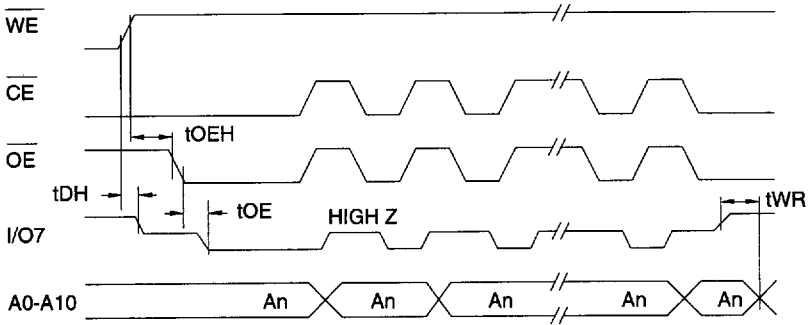 WE
CE
tOEH
OE
tDH
tOE
HIGH Z
tWR
I/O7
A0-A10 An An An An An